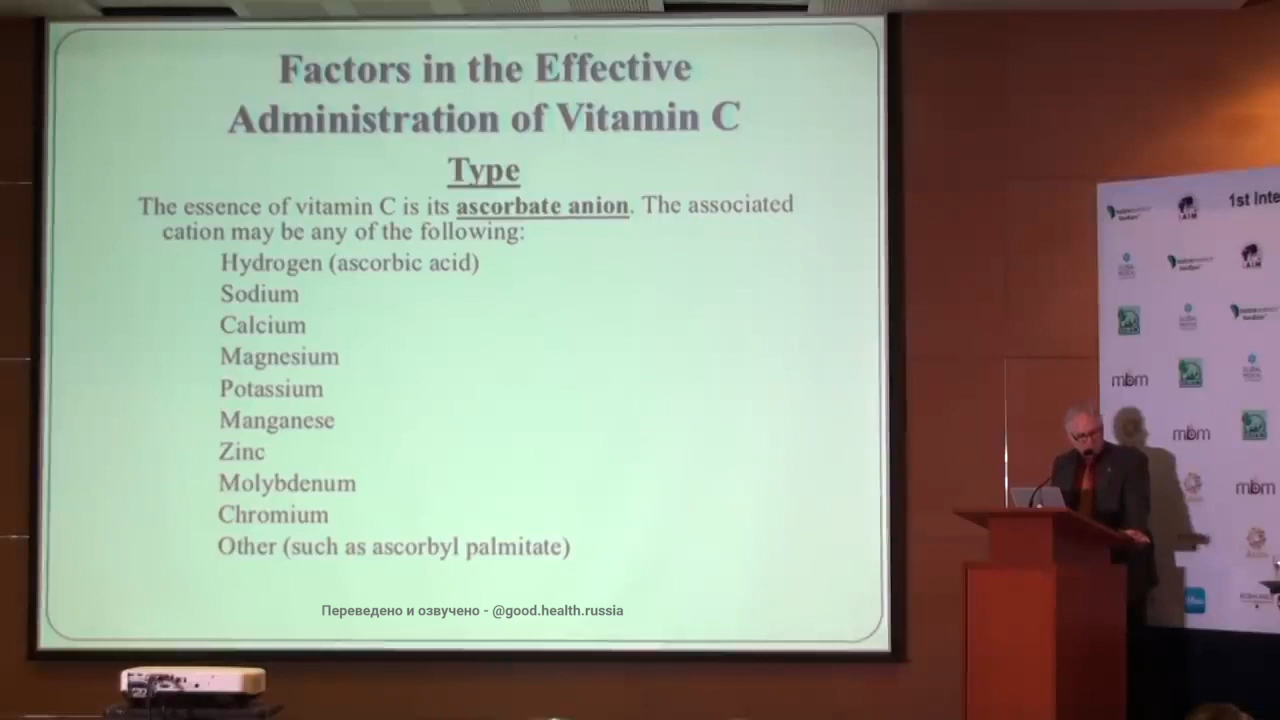 Factors in the Effective
Administration of Vitamin C
Type
The essence of vitamin C is its ascorbate anion. The associated
cation may be any of the following:
Hydrogen (ascorbic acid)
Sodium
Calcium
Magnesium
Potassium
Manganese
Zinc
Molybdenum
Chromium
Other (such as ascorbyl palmitate)
Переведено и озвучено - @good.health.russia
1st Inte
mbm
mbm
mbm